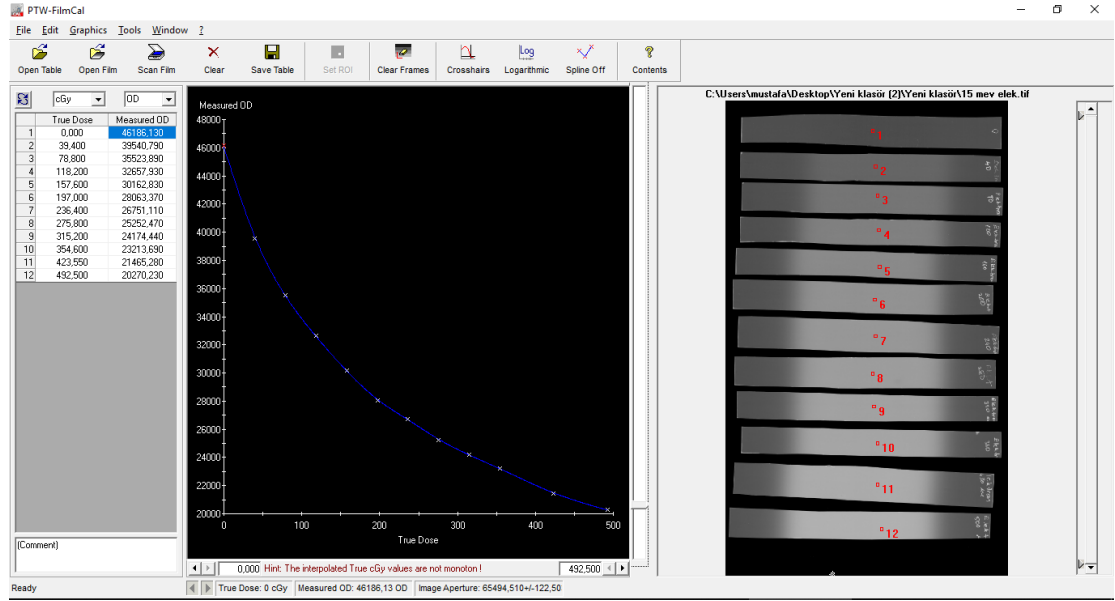 PTW-FilmCal
File Edit Graphics Tools Window ?
Open Table Open Film Scan Film Clear Save Table Set ROI Clear Frames Crosshairs Logarithmic Spline Off Contents
cGy OD
True Dose Measured OD
1 0,000 46186,130
2 39,400 39540,790
3 78,800 35523,890
4 118,200 32657,930
5 157,600 30162,830
6 197,000 28063,370
7 236,400 26751,110
8 275,800 25252,470
9 315,200 24174,440
10 354,600 23213,690
11 423,550 21465,280
12 492,500 20270,230
(Comment)
Measured OD
48000
46000
44000
42000
40000
38000
36000
34000
32000
30000
28000
26000
24000
22000
20000
0 100 200 300 400 500
True Dose
0,000 Hint: The interpolated True cGy values are not monoton ! 492,500
C:\Users\mustafa\Desktop\Yeni klasör (2)\Yeni klasör\15 mev elek.tif
1
2
3
4
5
6
7
8
9
10
11
12
Ready True Dose: 0 cGy Measured OD: 46186,13 OD Image Aperture: 65494,510+/-122,50